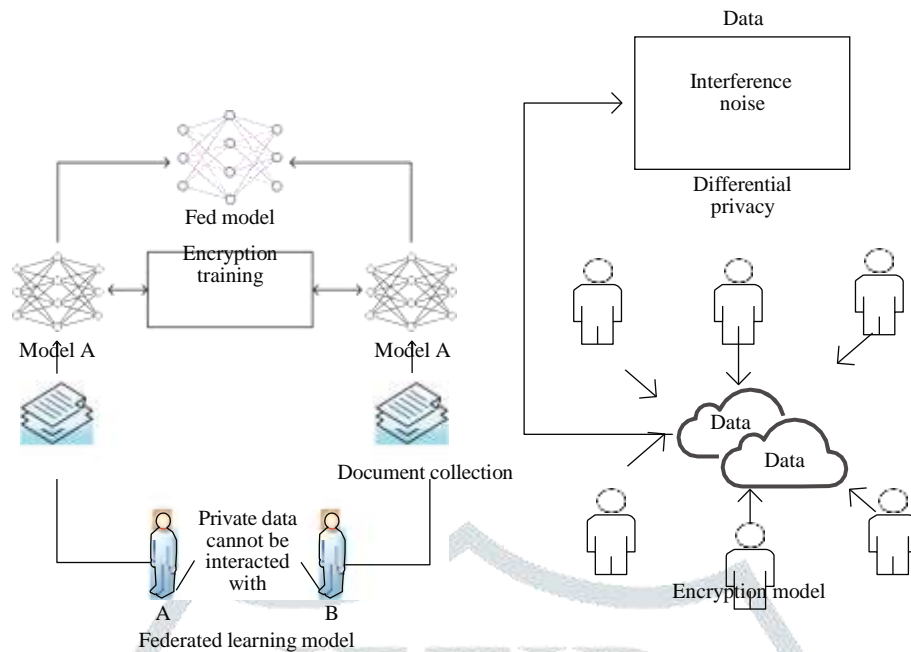 Data
Interference
noise
Differential
privacy
Fed model
Encryption
training
Model A
Model A
Data
Data
Document collection
Private data
cannot be
interacted
with
A
B
Federated learning model
Encryption model